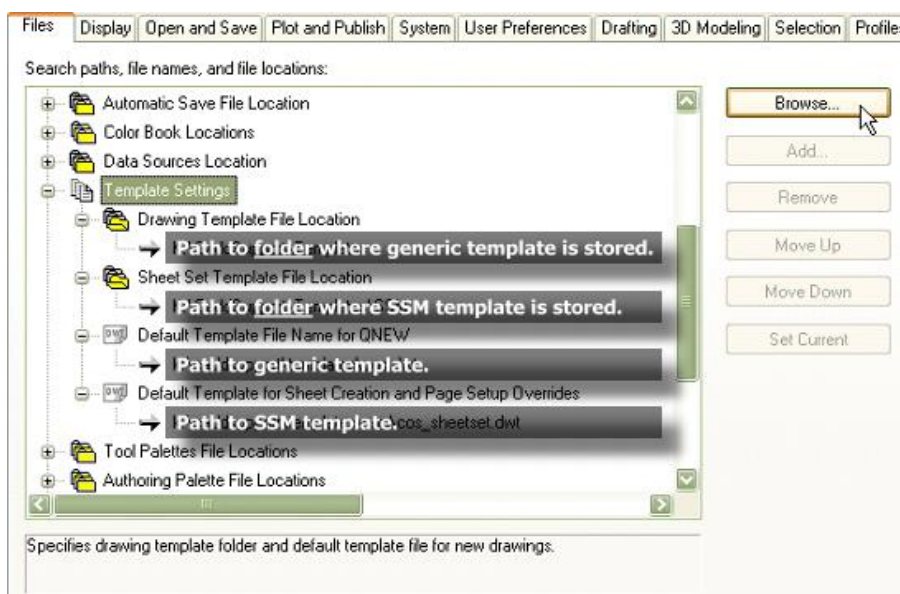 Files Display Open and Save Plot and Publish System User Preferences Drafting 3D Modeling Selection Profiles
Search paths, file names, and file locations:
Automatic Save File Location
Color Book Locations
Data Sources Location
Template Settings
Drawing Template File Location
Path to folder where generic template is stored.
Sheet Set Template File Location
Path to folder where SSM template is stored.
Default Template File Name for QNEW
Path to generic template.
Default Template for Sheet Creation and Page Setup Overrides
Path to SSM template. cos_sheetset.dwt
Tool Palettes File Locations
Authoring Palette File Locations
Browse...
Add...
Remove
Move Up
Move Down
Set Current
Specifies drawing template folder and default template file for new drawings.